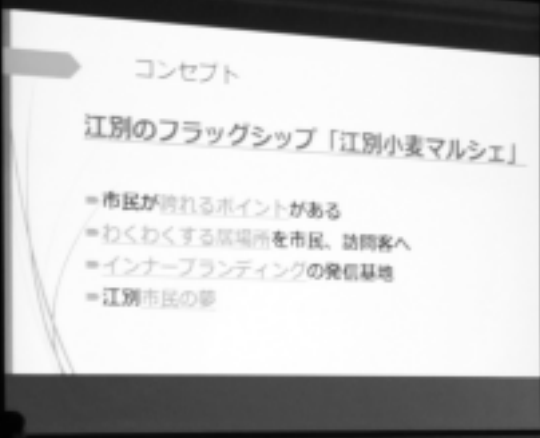 コンセプト
江別のフラッグシップ「江別小麦マルシェ」
市民が誇れるポイントがある
わくわくする居場所を市民、訪問客へ
インナーブランディングの発信基地
江別市民の夢